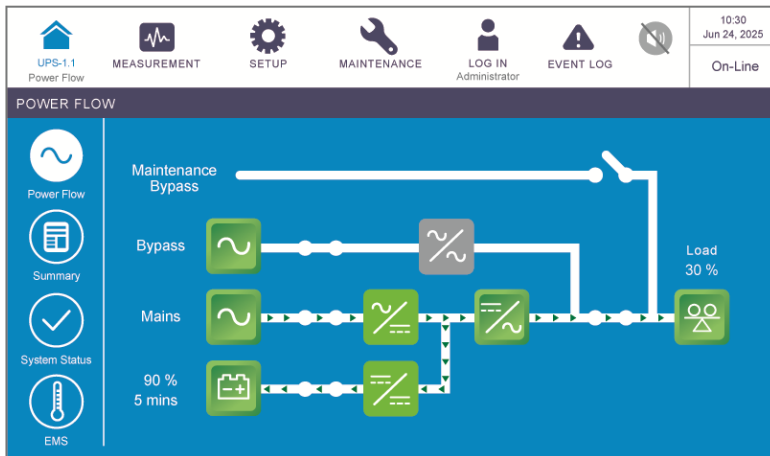 10:30
Jun 24, 2025
UPS-1.1
Power Flow
MEASUREMENT
SETUP
MAINTENANCE
LOG IN
Administrator
EVENT LOG
On-Line
POWER FLOW
Power Flow
Summary
System Status
EMS
Maintenance
Bypass
Bypass
Load
30 %
Mains
90 %
5 mins